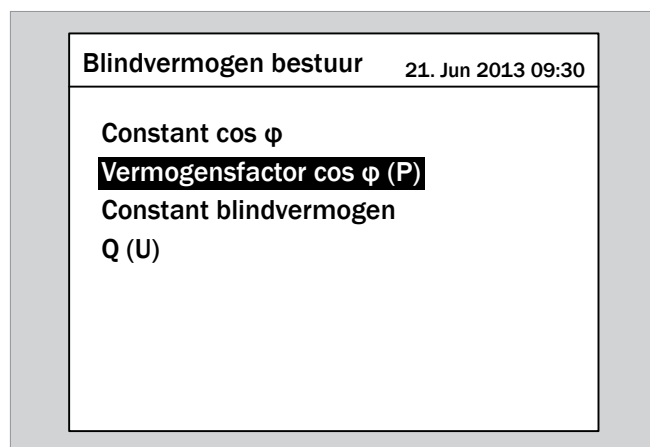 Blindvermogen bestuur 21. Jun 2013 09:30
Constant cos φ
Vermogensfactor cos φ (P)
Constant blindvermogen
Q (U)